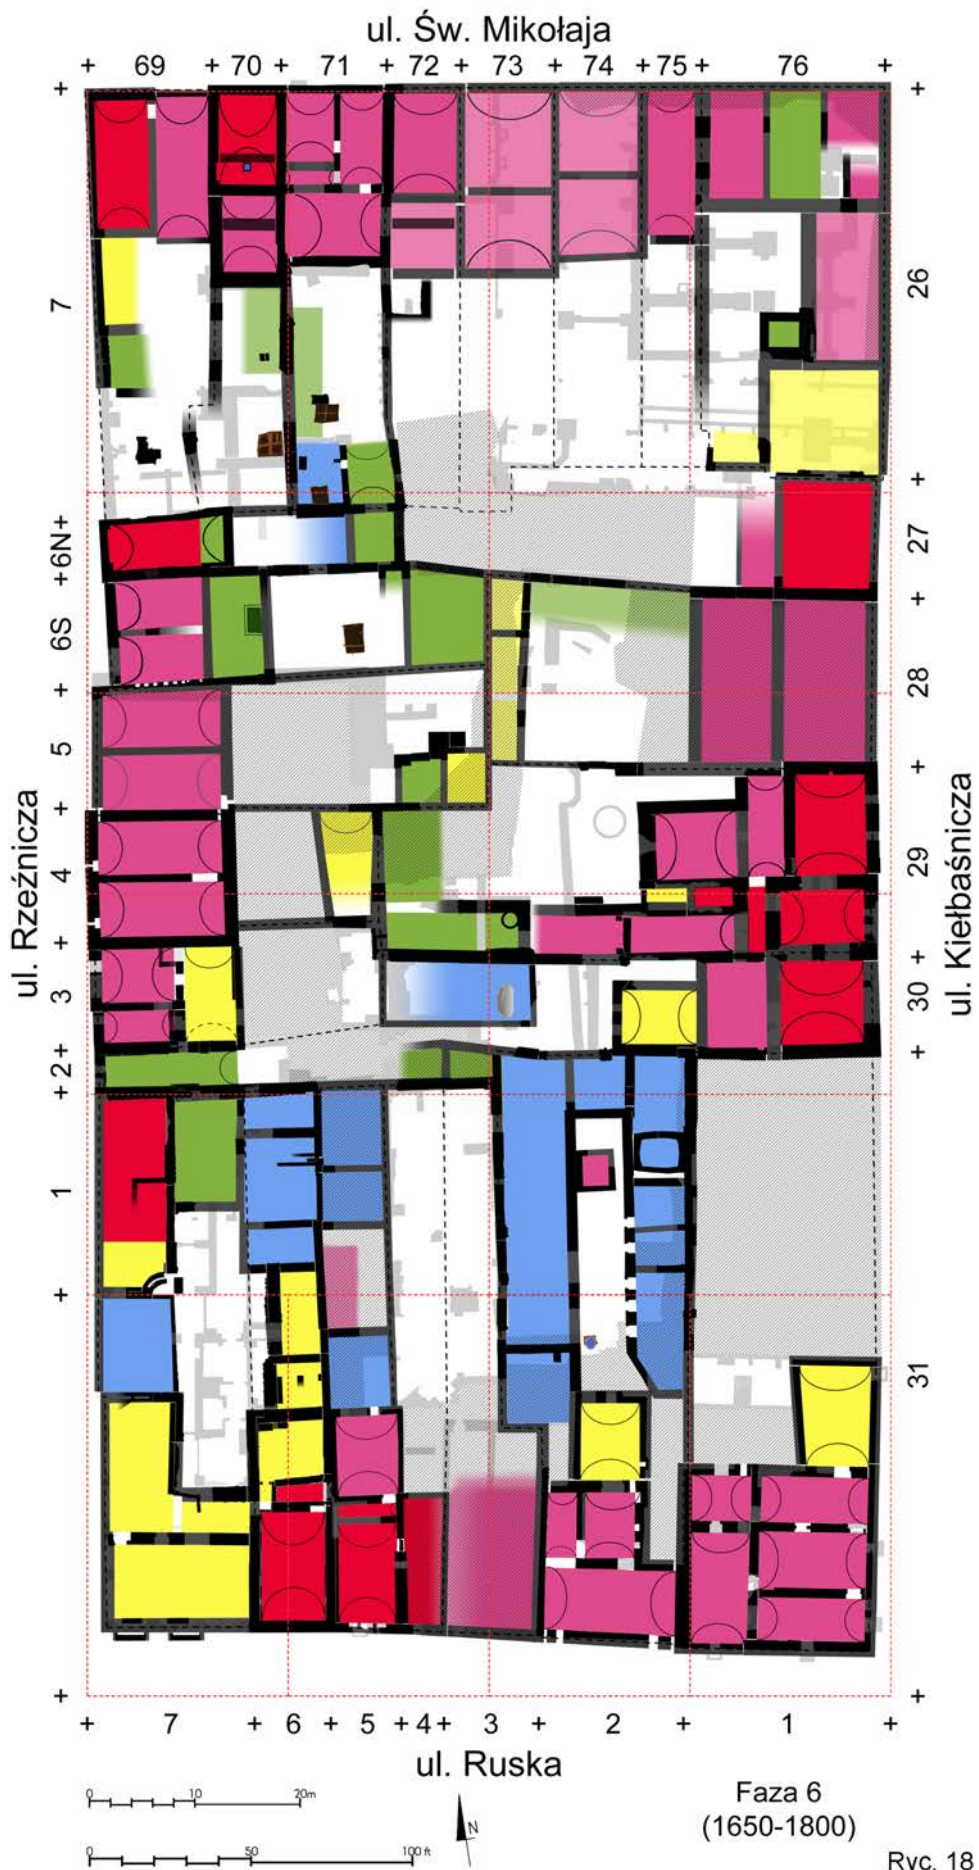 ul. Św. Mikołaja
+ 69 + 70 + 71 + 72 + 73 + 74 + 75 + 76 +
+ 7 + 6N + 6S + 5 + 4 + 3 + 2 + 1 + +
ul. Rzeźnicza
+ 26 + 27 + 28 + 29 + 30 + 31 +
ul. Kiełbaśnicza
+ 7 + 6 + 5 + 4 + 3 + 2 + 1 +
ul. Ruska
0 10 20m
0 50 100 ft
N
Faza 6
(1650-1800)
Ryc. 18